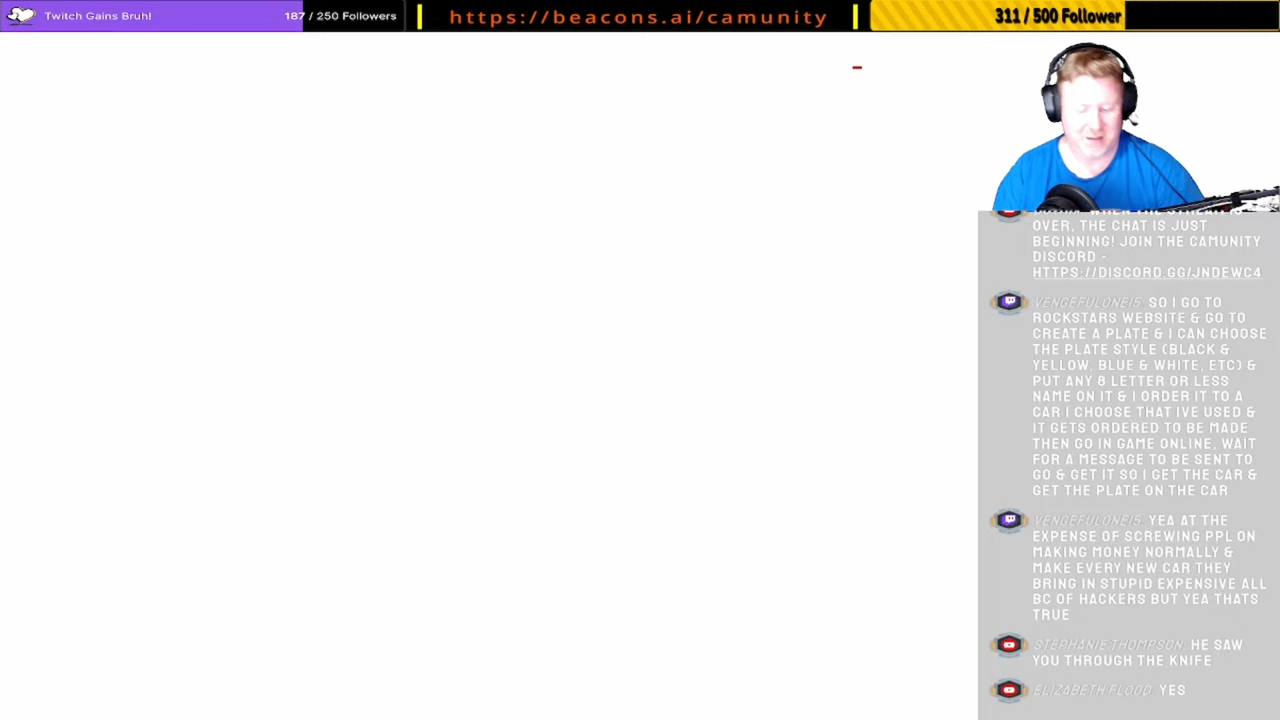 Twitch Gains Bruh!
187 / 250 Followers
https://beacons.ai/camunity
311 / 500 Follower
WHEN THE STREAM IS
OVER, THE CHAT IS JUST
BEGINNING! JOIN THE CAMUNITY
DISCORD -
HTTPS://DISCORD.GG/JNDEWC4
VENGEFULONE15: SO I GO TO
ROCKSTARS WEBSITE & GO TO
CREATE A PLATE & I CAN CHOOSE
THE PLATE STYLE (BLACK &
YELLOW, BLUE & WHITE, ETC) &
PUT ANY 8 LETTER OR LESS
NAME ON IT & I ORDER IT TO A
CAR I CHOOSE THAT IVE USED &
IT GETS ORDERED TO BE MADE
THEN GO IN GAME ONLINE, WAIT
FOR A MESSAGE TO BE SENT TO
GO & GET IT SO I GET THE CAR &
GET THE PLATE ON THE CAR
VENGEFULONE15: YEA AT THE
EXPENSE OF SCREWING PPL ON
MAKING MONEY NORMALLY &
MAKE EVERY NEW CAR THEY
BRING IN STUPID EXPENSIVE ALL
BC OF HACKERS BUT YEA THATS
TRUE
STEPHANIE THOMPSON: HE SAW
YOU THROUGH THE KNIFE
ELIZABETH FLOOD: YES